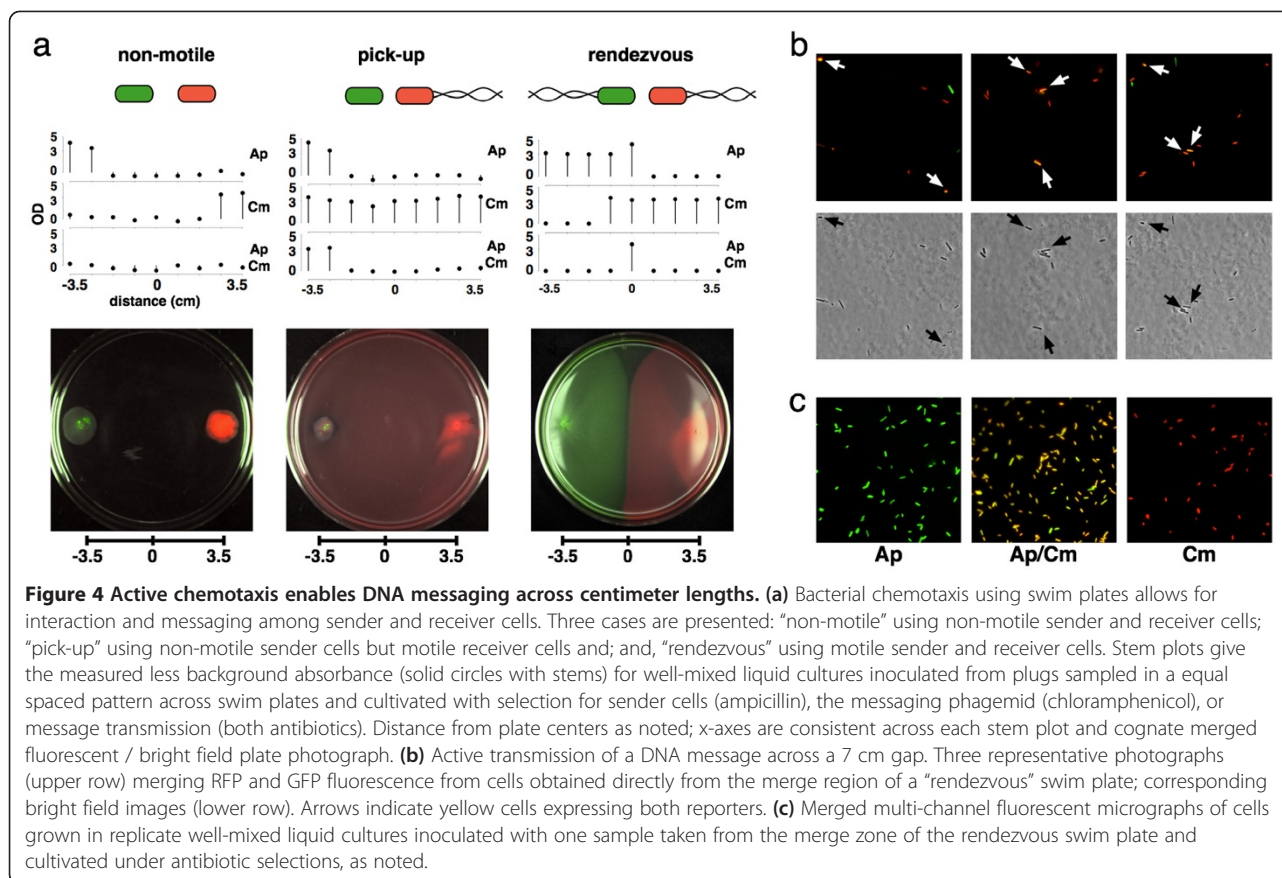 a
non-motile
pick-up
rendezvous
b
5
3
0
Ap
5
3
0
Cm
5
3
0
Ap
Cm
OD
-3.5
0
3.5
distance (cm)
5
3
0
Ap
5
3
0
Cm
5
3
0
Ap
Cm
-3.5
0
3.5
5
3
0
Ap
5
3
0
Cm
5
3
0
Ap
Cm
-3.5
0
3.5
-3.5 0 3.5
-3.5 0 3.5
-3.5 0 3.5
c
Ap
Ap/Cm
Cm
Figure 4 Active chemotaxis enables DNA messaging across centimeter lengths. (a) Bacterial chemotaxis using swim plates allows for
interaction and messaging among sender and receiver cells. Three cases are presented: “non-motile” using non-motile sender and receiver cells;
“pick-up” using non-motile sender cells but motile receiver cells and; and, “rendezvous” using motile sender and receiver cells. Stem plots give
the measured less background absorbance (solid circles with stems) for well-mixed liquid cultures inoculated from plugs sampled in a equal
spaced pattern across swim plates and cultivated with selection for sender cells (ampicillin), the messaging phagemid (chloramphenicol), or
message transmission (both antibiotics). Distance from plate centers as noted; x-axes are consistent across each stem plot and cognate merged
fluorescent / bright field plate photograph. (b) Active transmission of a DNA message across a 7 cm gap. Three representative photographs
(upper row) merging RFP and GFP fluorescence from cells obtained directly from the merge region of a “rendezvous” swim plate; corresponding
bright field images (lower row). Arrows indicate yellow cells expressing both reporters. (c) Merged multi-channel fluorescent micrographs of cells
grown in replicate well-mixed liquid cultures inoculated with one sample taken from the merge zone of the rendezvous swim plate and
cultivated under antibiotic selections, as noted.